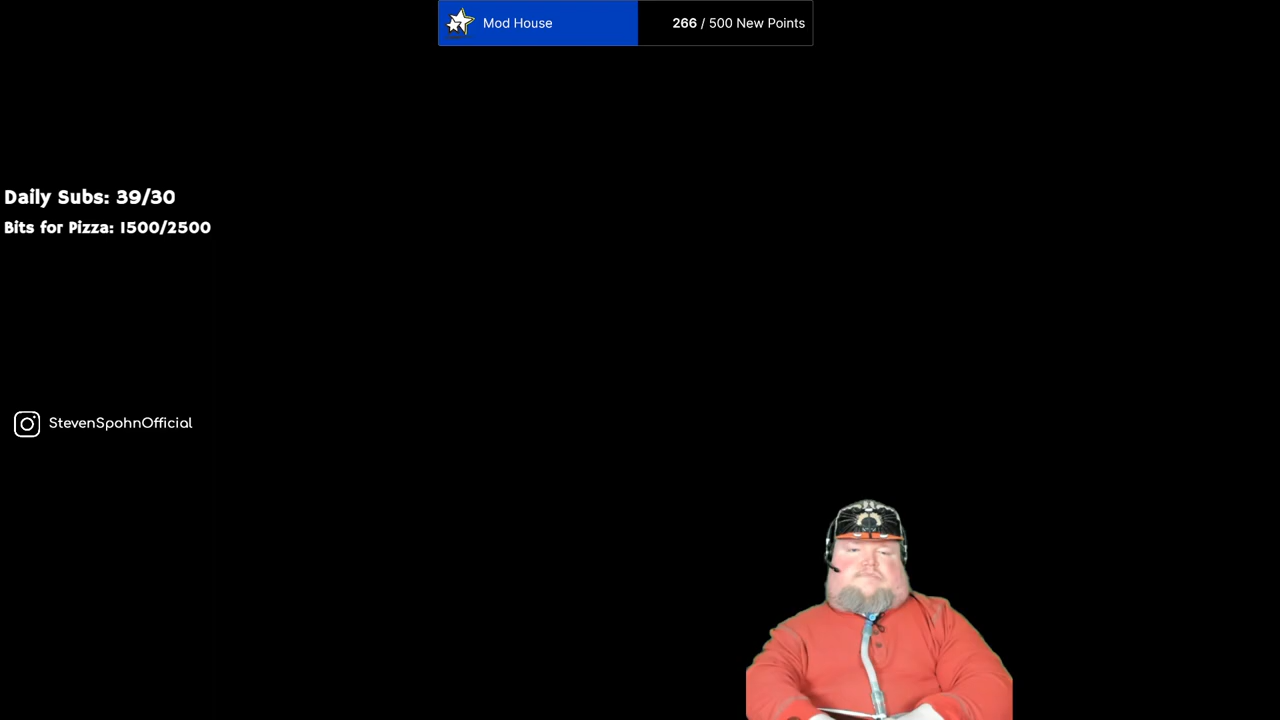 Mod House
266 / 500 New Points
Daily Subs: 39/30
Bits for Pizza: 1500/2500
StevenSpohnOfficial